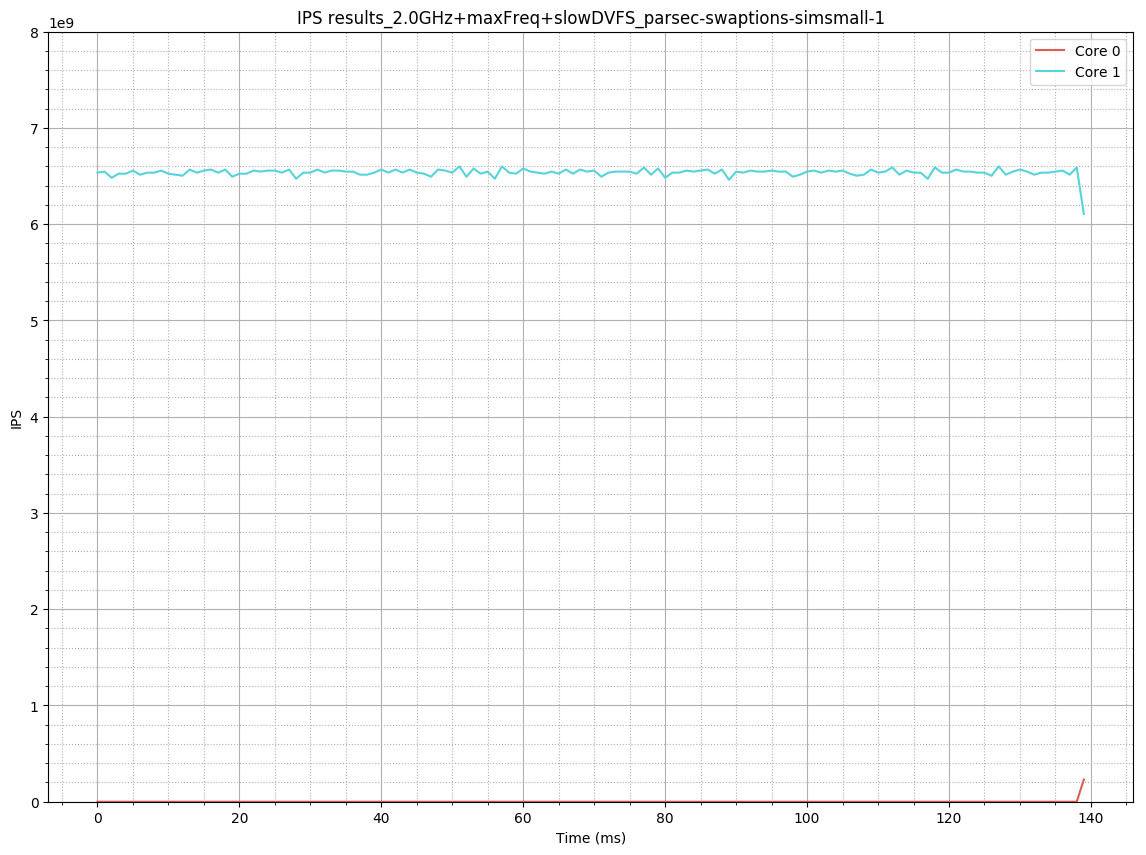 IPS results_2.0GHz+maxFreq+slowDVFS_parsec-swaptions-simsmall-1
1e9
Core 0
Core 1
8
7
6
5
4
3
2
1
0
IPS
0 20 40 60 80 100 120 140
Time (ms)